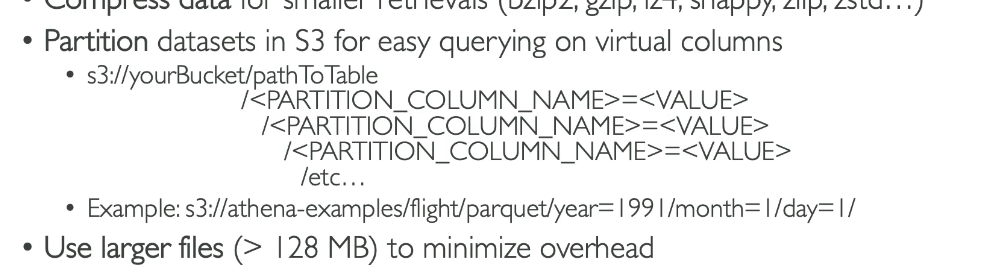 • Compress data for smaller retrievals (bzip2, gzip, lz4, snappy, zlib, zstd…)
• Partition datasets in S3 for easy querying on virtual columns
• s3://yourBucket/pathToTable
/<PARTITION_COLUMN_NAME>=<VALUE>
/<PARTITION_COLUMN_NAME>=<VALUE>
/<PARTITION_COLUMN_NAME>=<VALUE>
/etc…
• Example: s3://athena-examples/flight/parquet/year=1991/month=1/day=1/
• Use larger files (> 128 MB) to minimize overhead